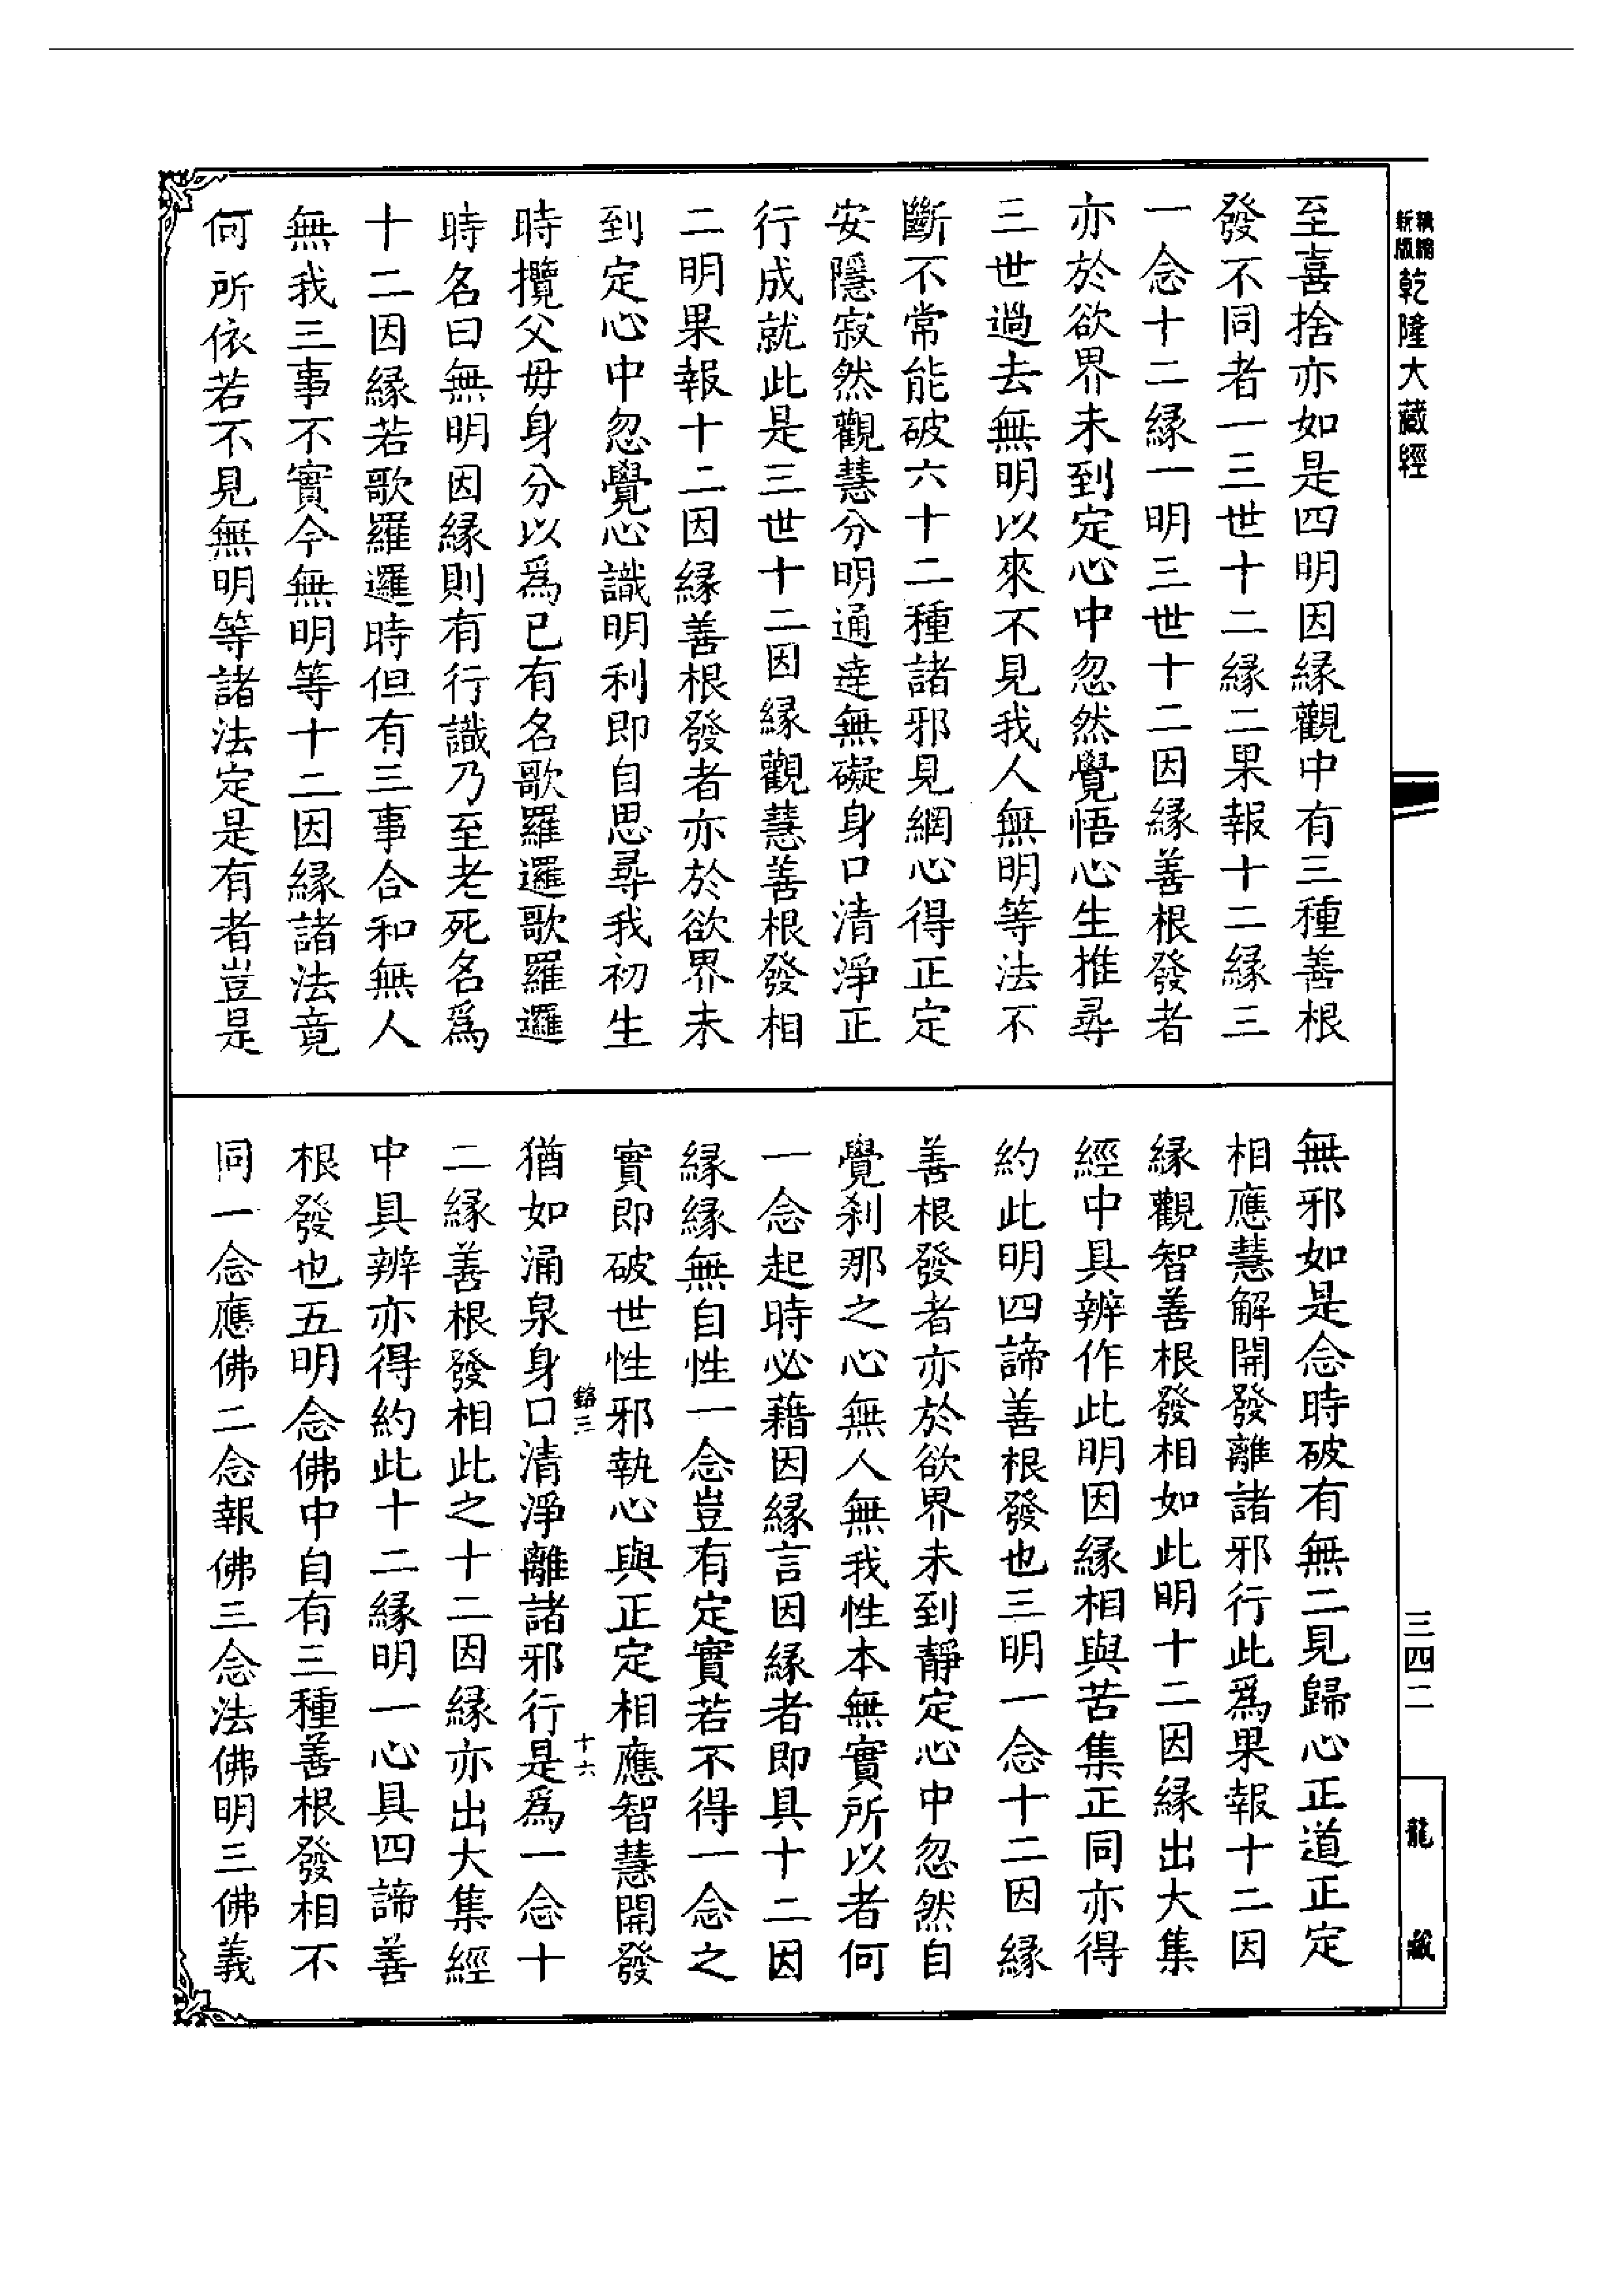 新版精縮乾隆大藏經
至喜捨亦如是四明因緣觀中有三種善根
發不同者一三世十二緣二果報十二緣三
一念十二緣一明三世十二因緣善根發者
亦於欲界未到定心中忽然覺悟心生推尋
三世過去無明以來不見我人無明等法不
斷不常能破六十二種諸邪見網心得正定
安隱寂然觀慧分明通達無礙身口清淨正
行成就此是三世十二因緣觀慧善根發相
二明果報十二因緣善根發者亦於欲界未
到定心中忽覺心識明利即自思尋我初生
時攬父母身分以為已有名歌羅邏歌羅邏
時名曰無明因緣則有行識乃至老死名為
十二因緣若歌羅邏時但有三事合和無人
無我三事不實今無明等十二因緣諸法竟
何所依若不見無明等諸法定是有者豈是
無邪如是念時破有無二見歸心正道正定
相應慧解開發離諸邪行此為果報十二因
緣觀智善根發相如此明十二因緣出大集
經中具辨作此明因緣相與苦集正同亦得
約此明四諦善根發也三明一念十二因緣
善根發者亦於欲界未到靜定心中忽然自
覺剎那之心無人無我性本無實所以者何
一念起時必藉因緣言因緣者即具十二因
緣緣無自性一念豈有定實若不得一念之
實即破世性邪執心與正定相應智慧開發
猶如涌泉身口清淨離諸邪行是為一念十
二緣善根發相此之十二因緣亦出大集經
中具辨亦得約此十二緣明一心具四諦善
根發也五明念佛中自有三種善根發相不
同一念應佛二念報佛三念法佛明三佛義
三四二
龍藏
十六